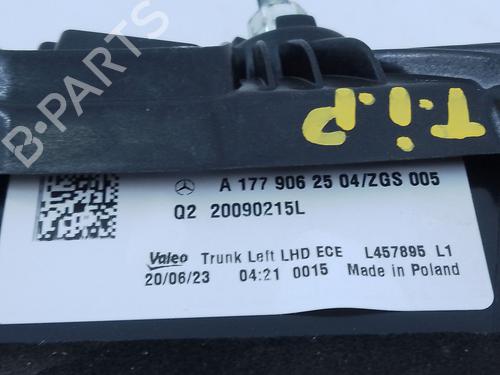 B-PARTS
T.i.P
A 177 906 25 04/ZGS 005
Q2 20090215L
Valeo Trunk Left LHD ECE L457895 L1
20/06/23 04:21 0015 Made in Poland